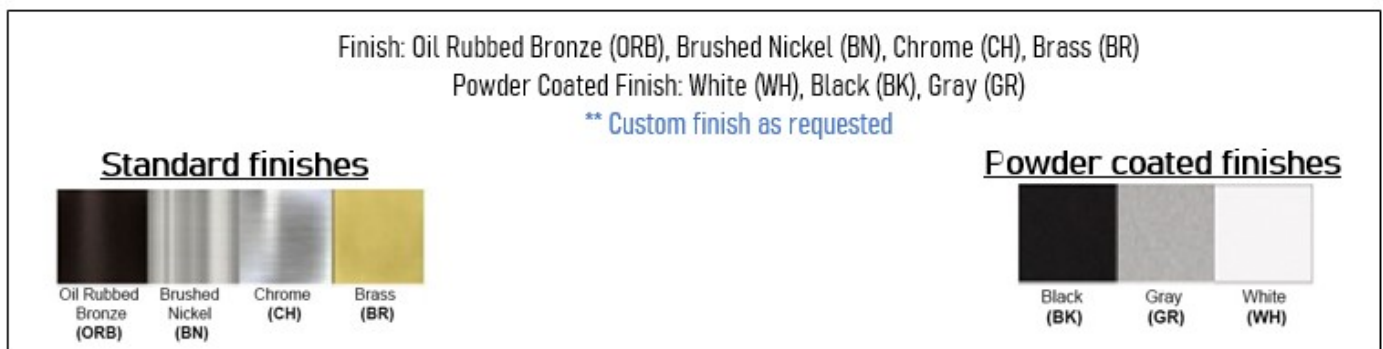 Finish: Oil Rubbed Bronze (ORB), Brushed Nickel (BN), Chrome (CH), Brass (BR)
Powder Coated Finish: White (WH), Black (BK), Gray (GR)
** Custom finish as requested
Standard finishes
Oil Rubbed
Bronze
(ORB)
Brushed
Nickel
(BN)
Chrome
(CH)
Brass
(BR)
Powder coated finishes
Black
(BK)
Gray
(GR)
White
(WH)